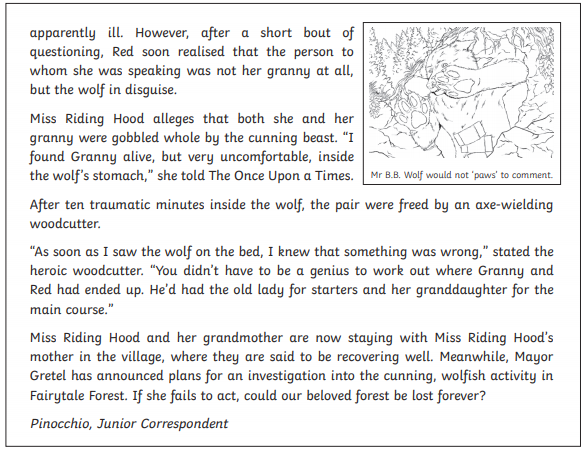 apparently ill. However, after a short bout of
questioning, Red soon realised that the person to
whom she was speaking was not her granny at all,
but the wolf in disguise.
Miss Riding Hood alleges that both she and her
granny were gobbled whole by the cunning beast. “I
found Granny alive, but very uncomfortable, inside
the wolf’s stomach,” she told The Once Upon a Times.
Mr B.B. Wolf would not ‘paws’ to comment.
After ten traumatic minutes inside the wolf, the pair were freed by an axe-wielding
woodcutter.
“As soon as I saw the wolf on the bed, I knew that something was wrong,” stated the
heroic woodcutter. “You didn’t have to be a genius to work out where Granny and
Red had ended up. He’d had the old lady for starters and her granddaughter for the
main course.”
Miss Riding Hood and her grandmother are now staying with Miss Riding Hood’s
mother in the village, where they are said to be recovering well. Meanwhile, Mayor
Gretel has announced plans for an investigation into the cunning, wolfish activity in
Fairytale Forest. If she fails to act, could our beloved forest be lost forever?
Pinocchio, Junior Correspondent